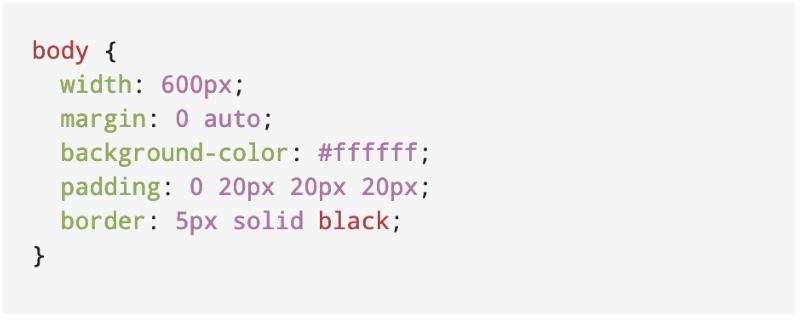 body {
  width: 600px;
  margin: 0 auto;
  background-color: #ffffff;
  padding: 0 20px 20px 20px;
  border: 5px solid black;
}